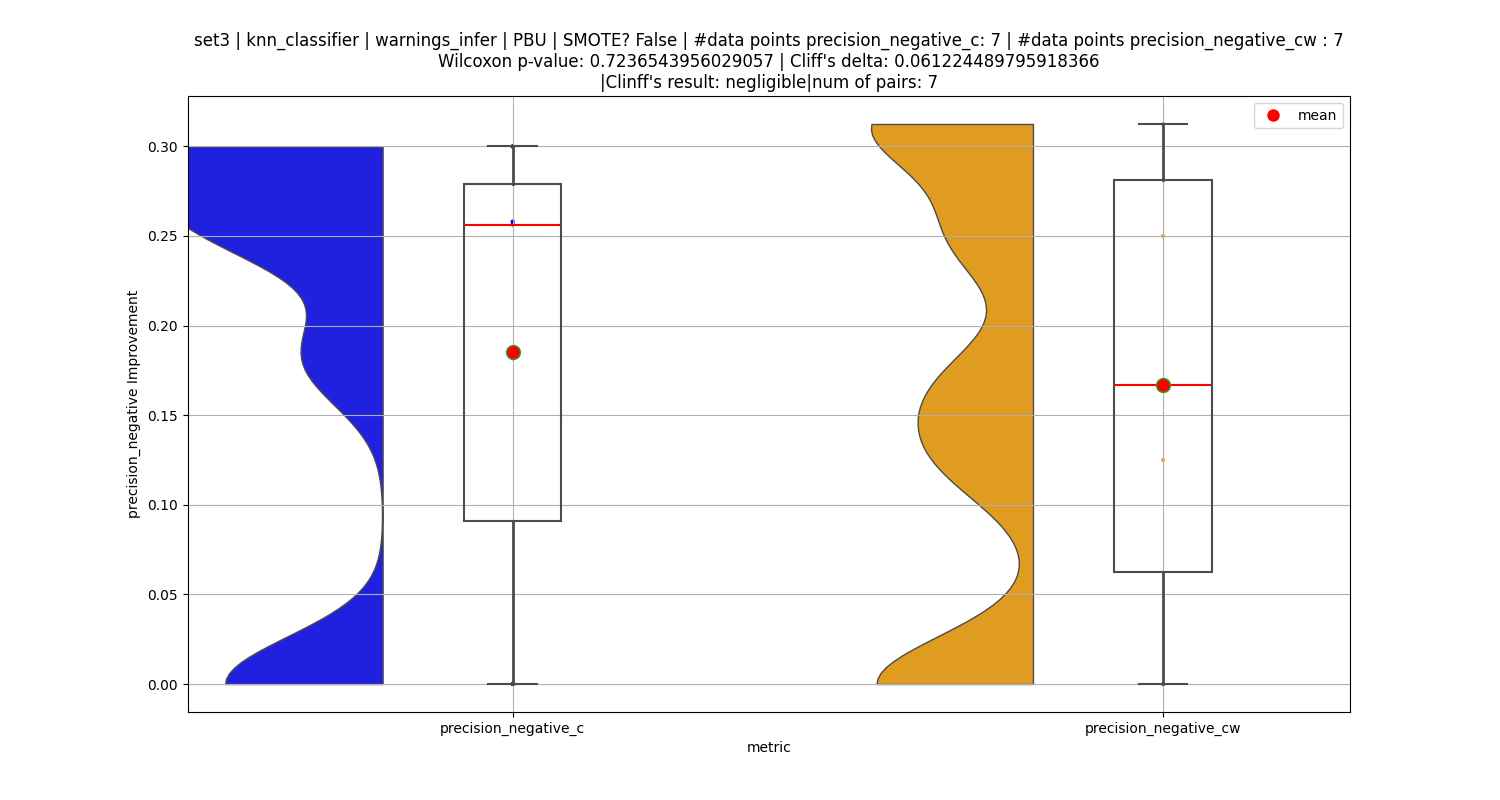 set3 | knn_classifier | warnings_infer | PBU | SMOTE? False | #data points precision_negative_c: 7 | #data points precision_negative_cw : 7
Wilcoxon p-value: 0.7236543956029057 | Cliff's delta: 0.061224489795918366
|Clinff's result: negligible|num of pairs: 7
mean
0.30
0.25
0.20
0.15
0.10
0.05
0.00
precision_negative Improvement
precision_negative_c
precision_negative_cw
metric